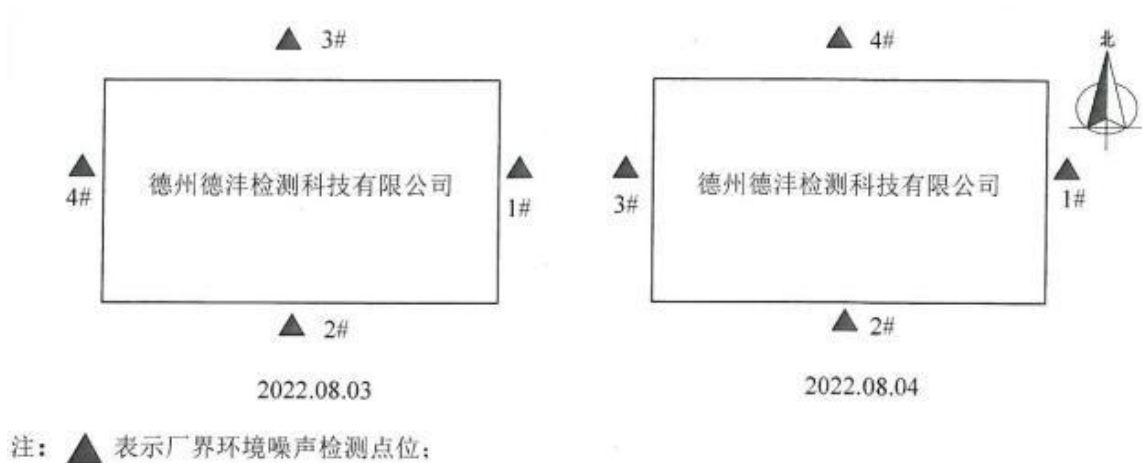 3#
4#
北
德州德沣检测科技有限公司
4#
1#
德州德沣检测科技有限公司
3#
1#
2#
2#
2022.08.03
2022.08.04
注：▲ 表示厂界环境噪声检测点位；